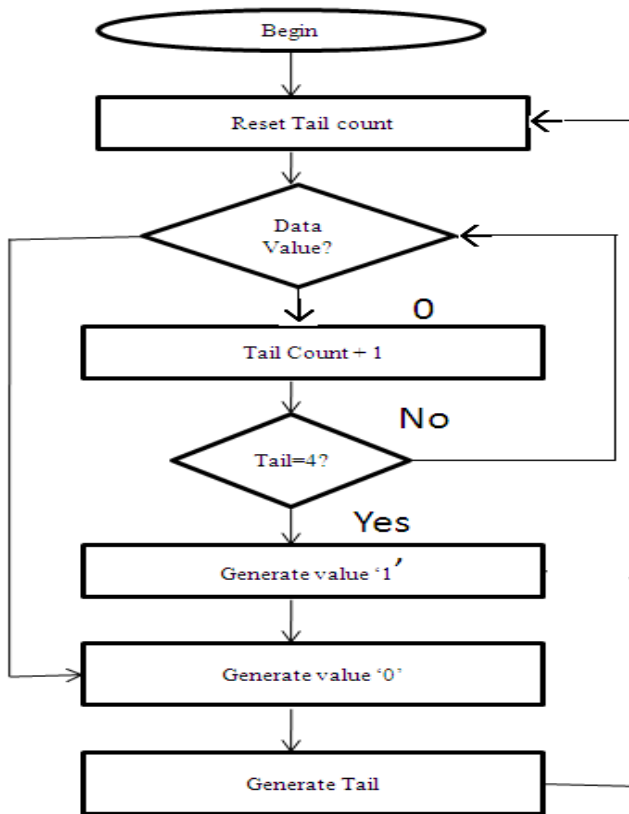 Begin
Reset Tail count
Data
Value?
0
Tail Count + 1
No
Tail=4?
Yes
Generate value ‘1’
Generate value ‘0’
Generate Tail